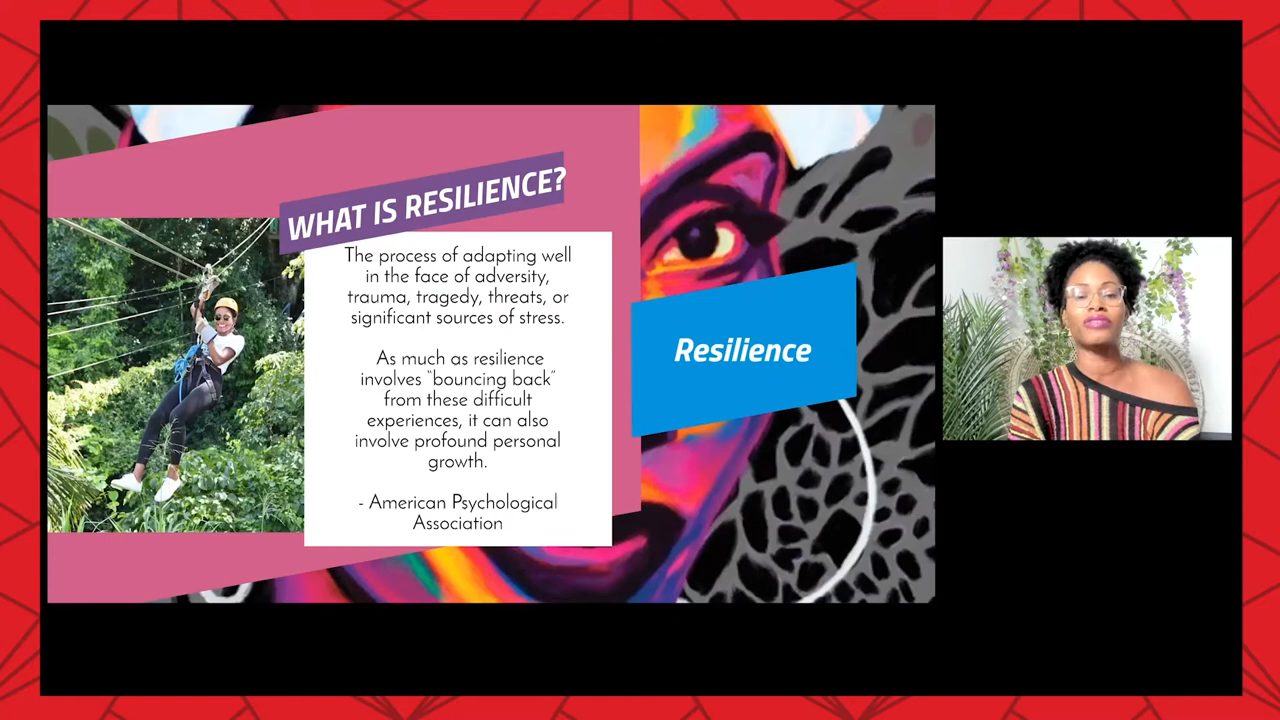 WHAT IS RESILIENCE?
The process of adapting well
in the face of adversity,
trauma, tragedy, threats, or
significant sources of stress.
As much as resilience
involves "bouncing back"
from these difficult
experiences, it can also
involve profound personal
growth.
- American Psychological
Association
Resilience